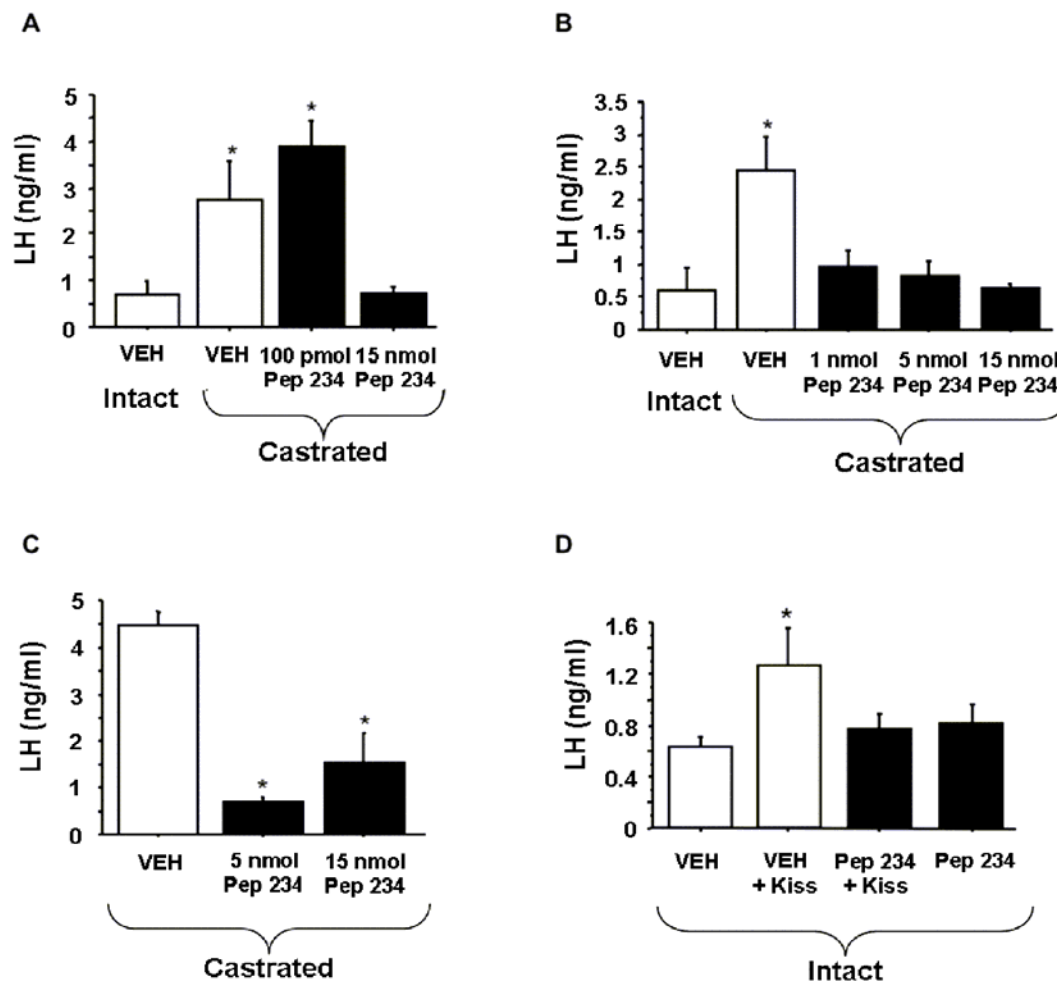 A
LH (ng/ml)
5
4
3
2
1
0
*
*
VEH
VEH
100 pmol
Pep 234
15 nmol
Pep 234
Intact
Castrated
B
LH (ng/ml)
3.5
3
2.5
2
1.5
1
0.5
0
*
VEH
VEH
1 nmol
Pep 234
5 nmol
Pep 234
15 nmol
Pep 234
Intact
Castrated
C
LH (ng/ml)
5
4
3
2
1
0
*
*
VEH
5 nmol
Pep 234
15 nmol
Pep 234
Castrated
D
LH (ng/ml)
1.6
1.2
0.8
0.4
0
*
VEH
VEH
+ Kiss
Pep 234
+ Kiss
Pep 234
Intact